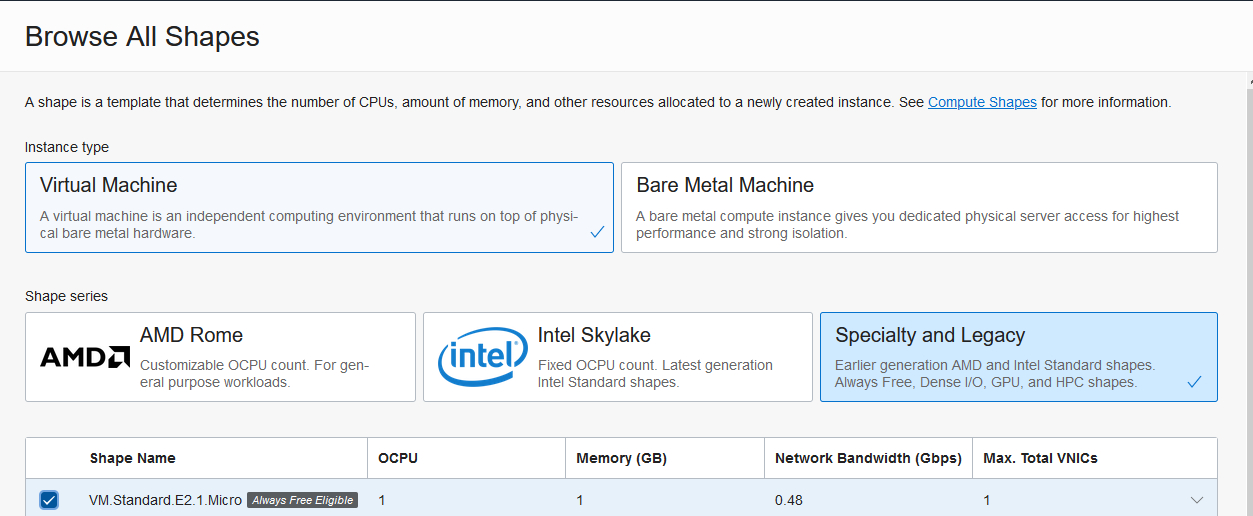 Browse All Shapes
A shape is a template that determines the number of CPUs, amount of memory, and other resources allocated to a newly created instance. See Compute Shapes for more information.
Instance type
Virtual Machine
A virtual machine is an independent computing environment that runs on top of physi-
cal bare metal hardware.
Bare Metal Machine
A bare metal compute instance gives you dedicated physical server access for highest
performance and strong isolation.
Shape series
AMD
AMD Rome
Customizable OCPU count. For gen-
eral purpose workloads.
intel
Intel Skylake
Fixed OCPU count. Latest generation
Intel Standard shapes.
Specialty and Legacy
Earlier generation AMD and Intel Standard shapes.
Always Free, Dense I/O, GPU, and HPC shapes.
Shape Name OCPU Memory (GB) Network Bandwidth (Gbps) Max. Total VNICs
VM.Standard.E2.1.Micro Always Free Eligible 1 1 0.48 1